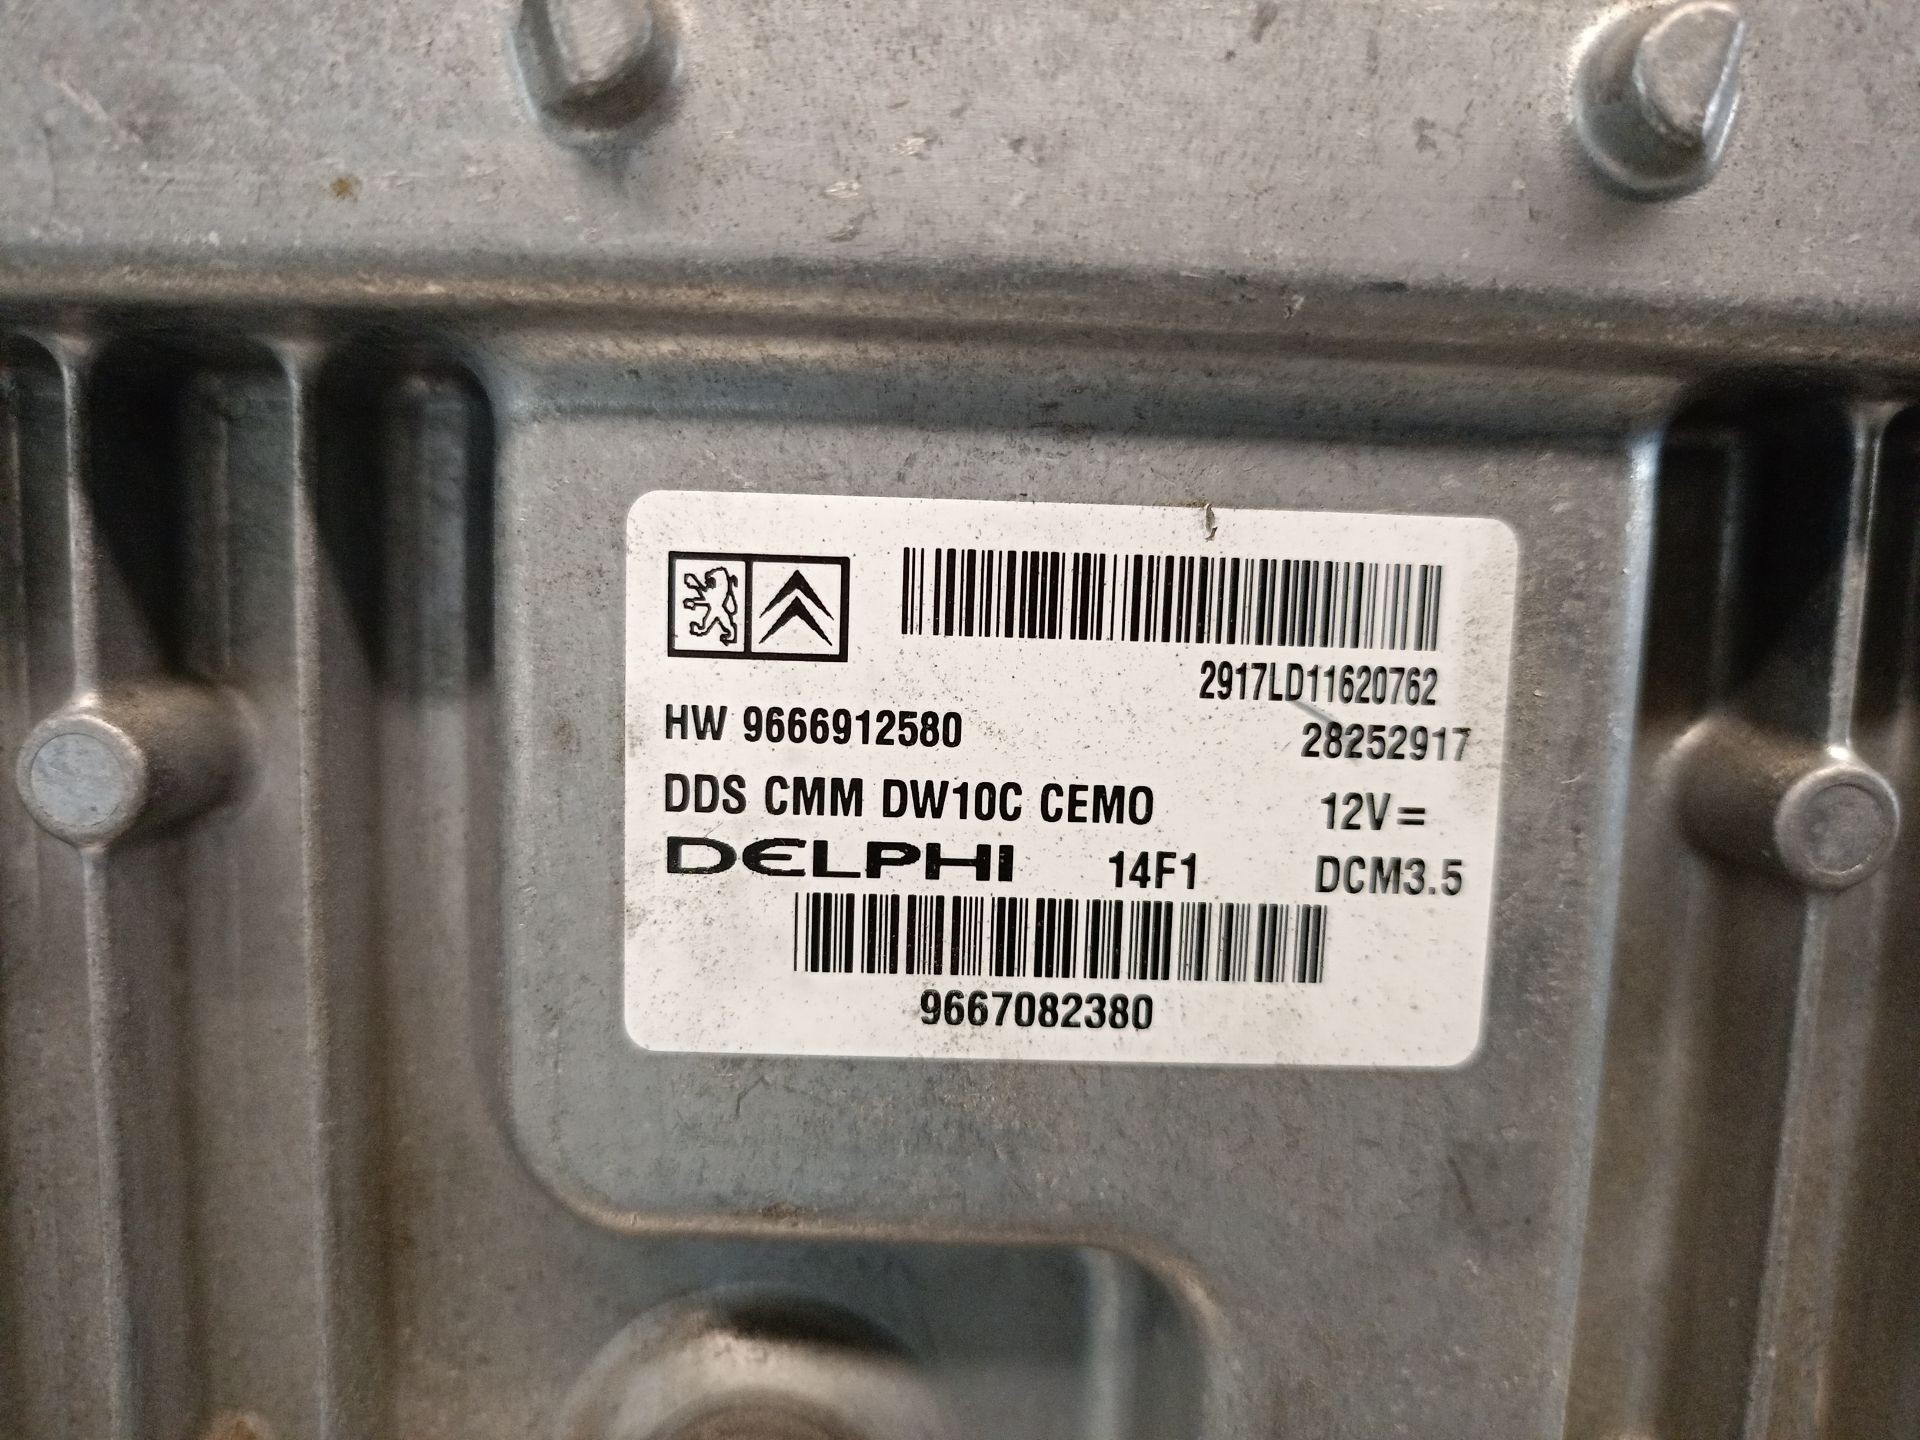 2917LD11620762
HW 9666912580 28252917
DDS CMM DW10C CEMO 12V=
DELPHI 14F1 DCM3.5
9667082380